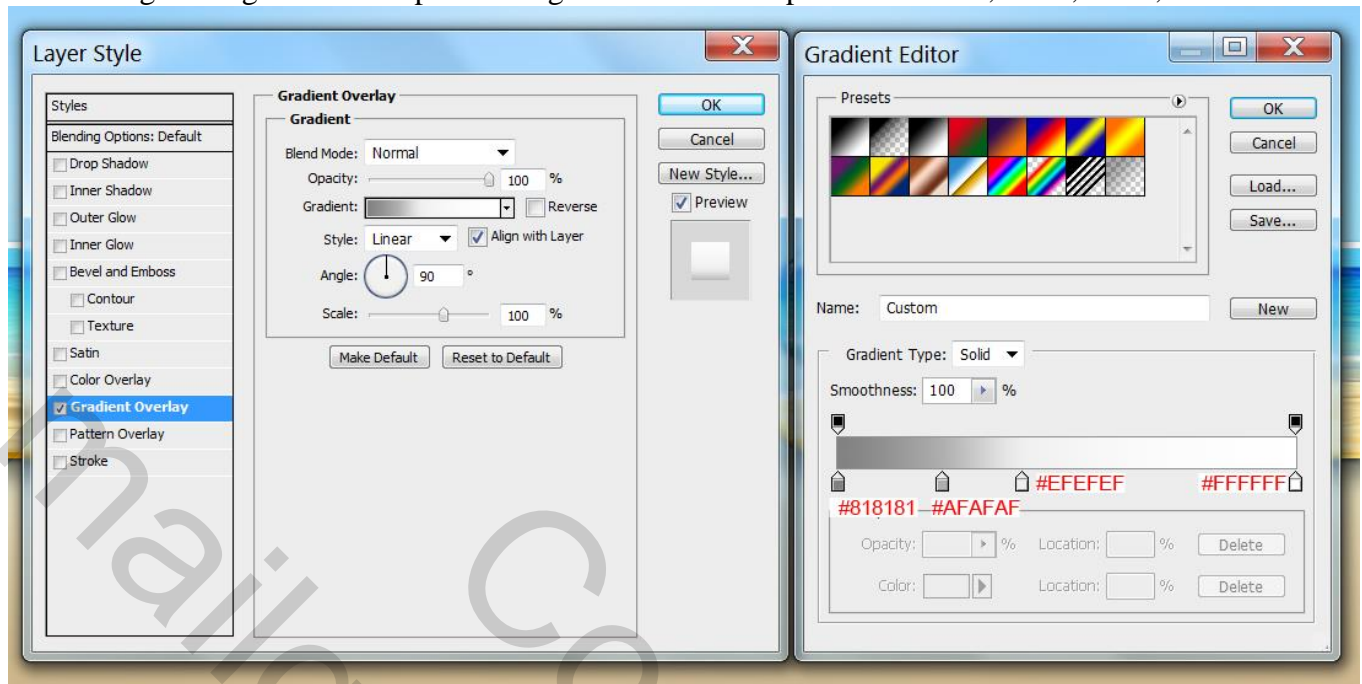 Layer Style
Styles
Blending Options: Default
Drop Shadow
Inner Shadow
Outer Glow
Inner Glow
Bevel and Emboss
Contour
Texture
Satin
Color Overlay
Gradient Overlay
Pattern Overlay
Stroke
Gradient Overlay
Gradient
Blend Mode: Normal
Opacity: 100 %
Gradient: Reverse
Style: Linear Align with Layer
Angle: 90 °
Scale: 100 %
Make Default Reset to Default
OK
Cancel
New Style...
Preview
Gradient Editor
Presets
OK
Cancel
Load...
Save...
Name: Custom New
Gradient Type: Solid
Smoothness: 100 %
#EFEFEF #FFFFFF
#818181 #AFAFAF
Opacity: % Location: % Delete
Color: Location: % Delete